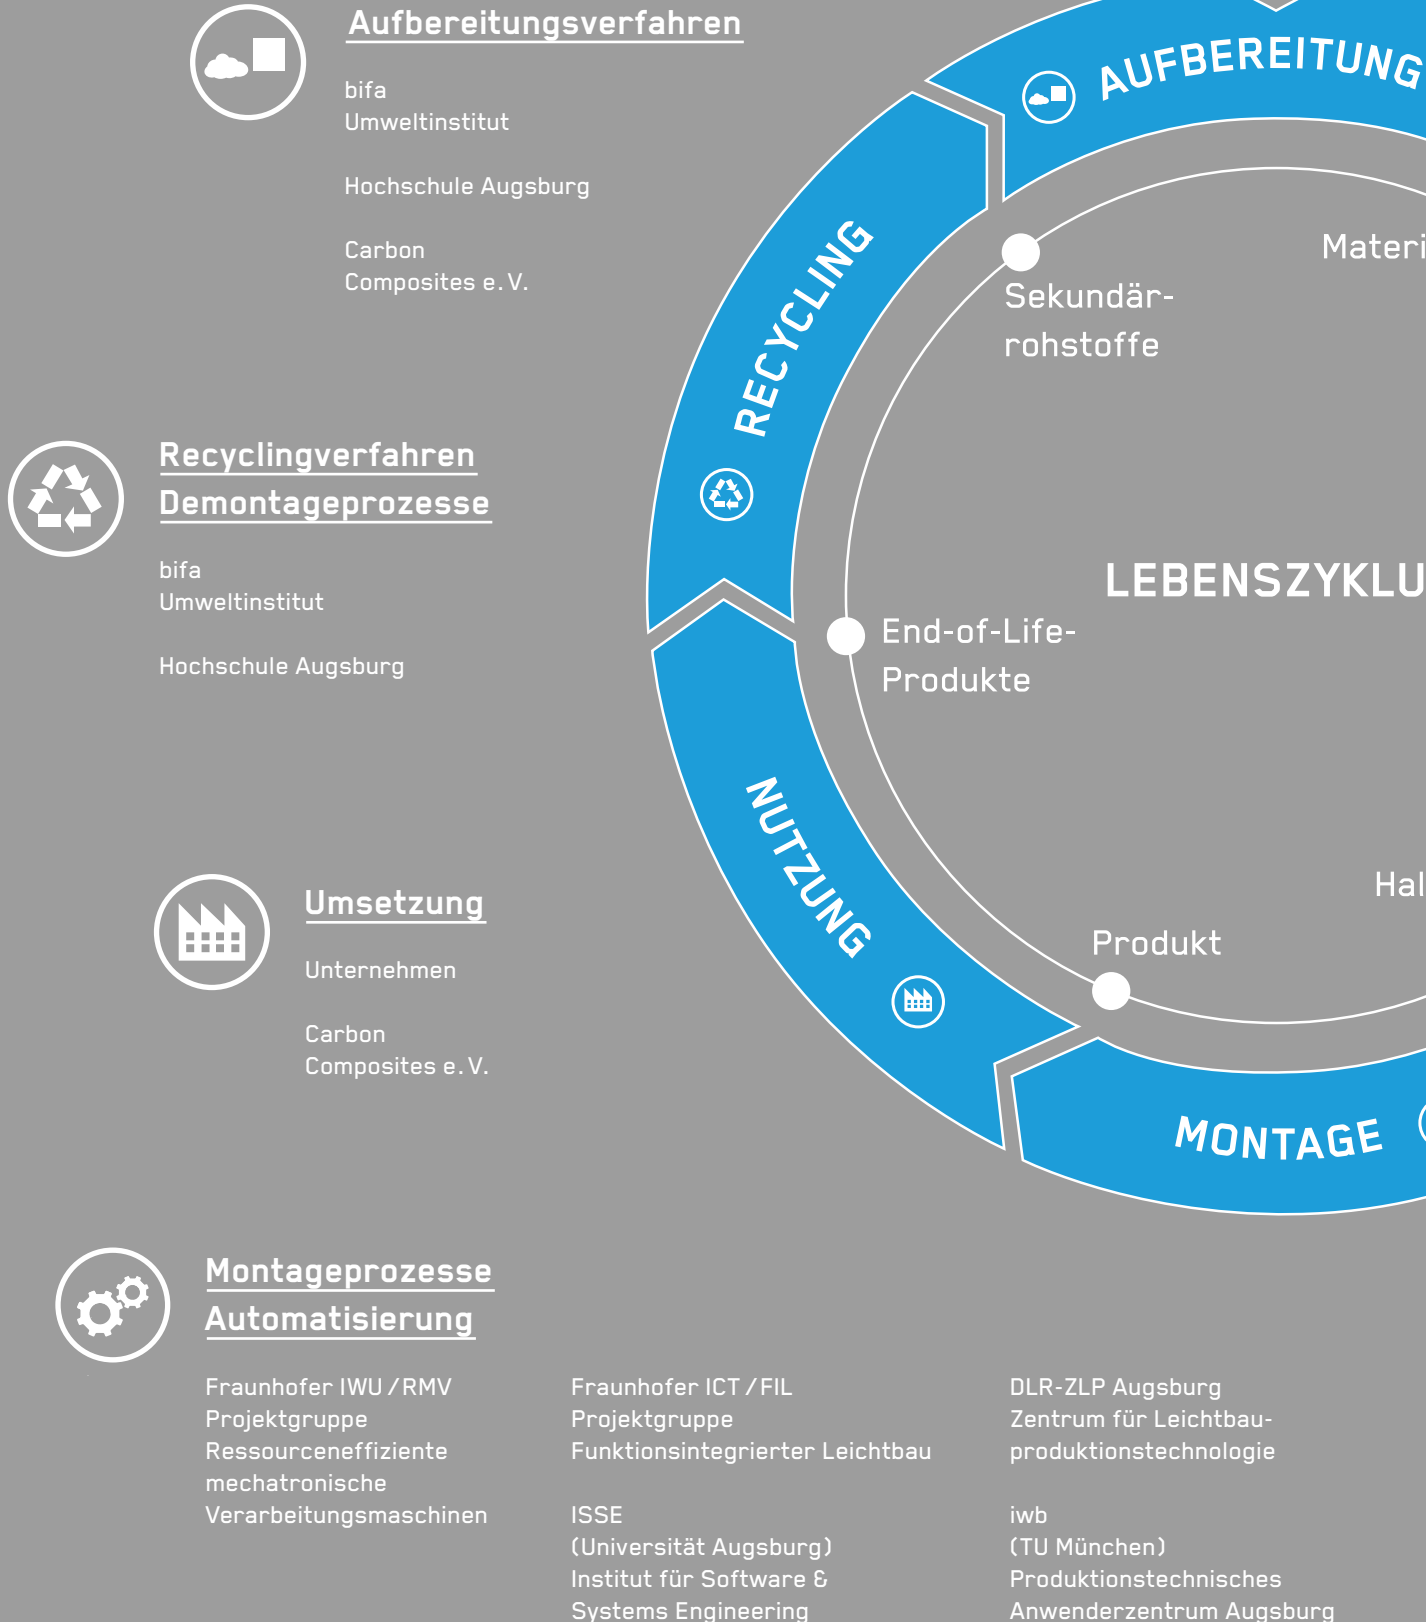 Aufbereitungsverfahren
bifa
Umweltinstitut
Hochschule Augsburg
Carbon
Composites e. V.
Recyclingverfahren
Demontageprozesse
bifa
Umweltinstitut
Hochschule Augsburg
Umsetzung
Unternehmen
Carbon
Composites e. V.
AUFBEREITUNG
RECYCLING
NUTZUNG
MONTAGE
Materi
Sekundär-
rohstoffe
LEBENSZYKLU
End-of-Life-
Produkte
Hal
Produkt
Montageprozesse
Automatisierung
Fraunhofer IWU / RMV
Projektgruppe
Ressourceneffiziente
mechatronische
Verarbeitungsmaschinen
Fraunhofer ICT / FIL
Projektgruppe
Funktionsintegrierter Leichtbau
ISSE
(Universität Augsburg)
Institut für Software &
Systems Engineering
DLR-ZLP Augsburg
Zentrum für Leichtbau-
produktionstechnologie
iwb
(TU München)
Produktionstechnisches
Anwenderzentrum Augsburg